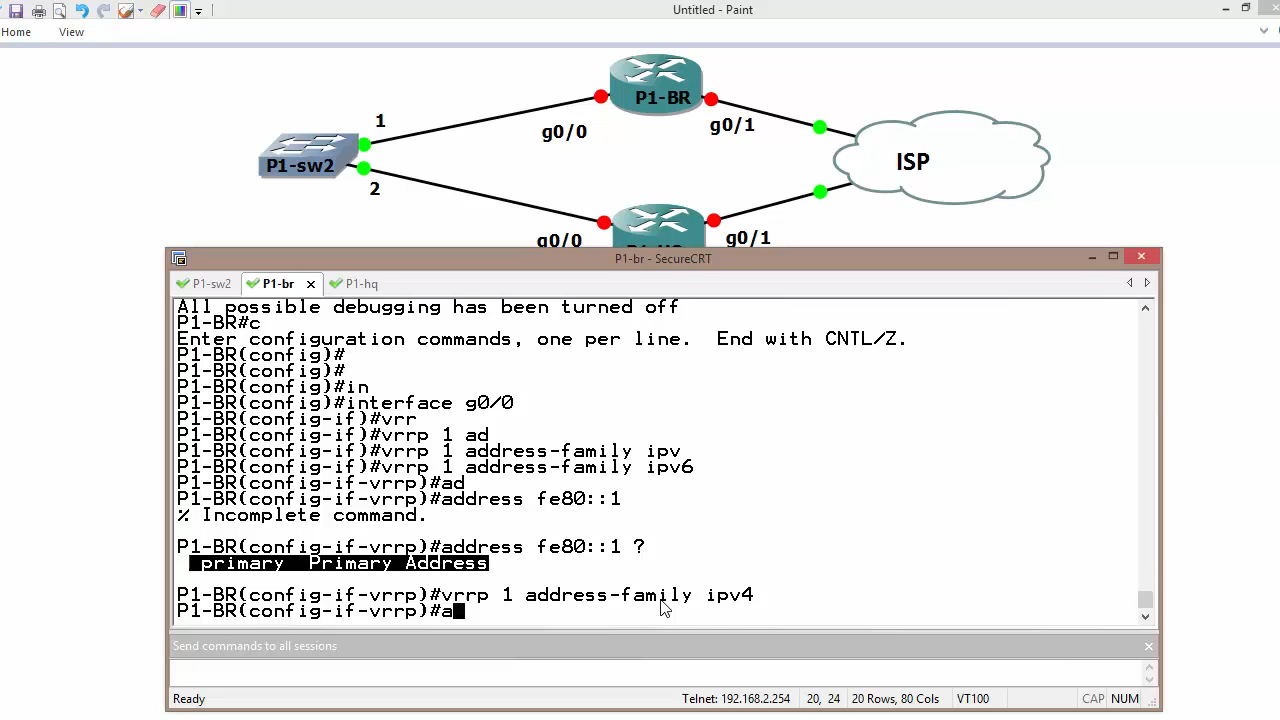 Untitled - Paint
Home View
P1-BR
1
g0/0
g0/1
P1-sw2
ISP
2
g0/0
g0/1
P1-br - SecureCRT
P1-sw2 P1-br P1-hq
All possible debugging has been turned off
P1-BR#c
Enter configuration commands, one per line.  End with CNTL/Z.
P1-BR(config)#
P1-BR(config)#
P1-BR(config)#in
P1-BR(config)#interface g0/0
P1-BR(config-if)#vrr
P1-BR(config-if)#vrrp 1 ad
P1-BR(config-if)#vrrp 1 address-family ipv
P1-BR(config-if)#vrrp 1 address-family ipv6
P1-BR(config-if-vrrp)#ad
P1-BR(config-if-vrrp)#address fe80::1
% Incomplete command.
P1-BR(config-if-vrrp)#address fe80::1 ?
primary  Primary Address
P1-BR(config-if-vrrp)#vrrp 1 address-family ipv4
P1-BR(config-if-vrrp)#a
Send commands to all sessions
Ready Telnet: 192.168.2.254 20, 24 20 Rows, 80 Cols VT100 CAP NUM